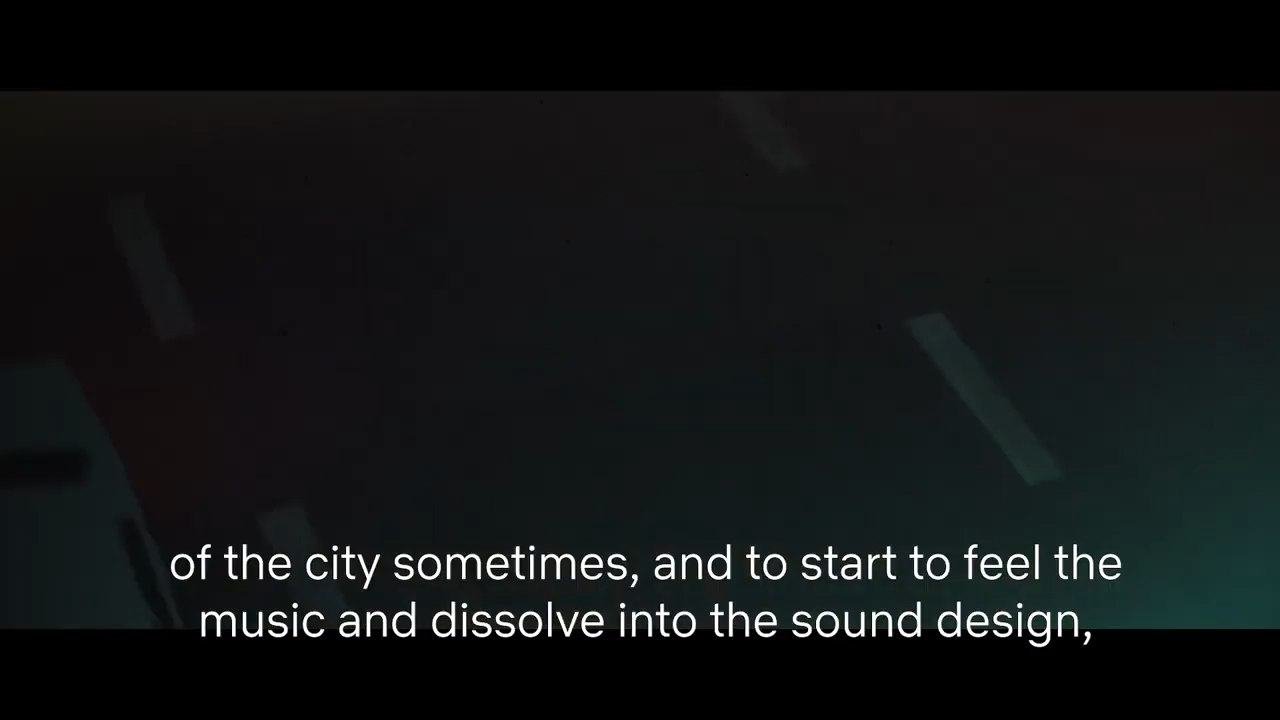 of the city sometimes, and to start to feel the
music and dissolve into the sound design,